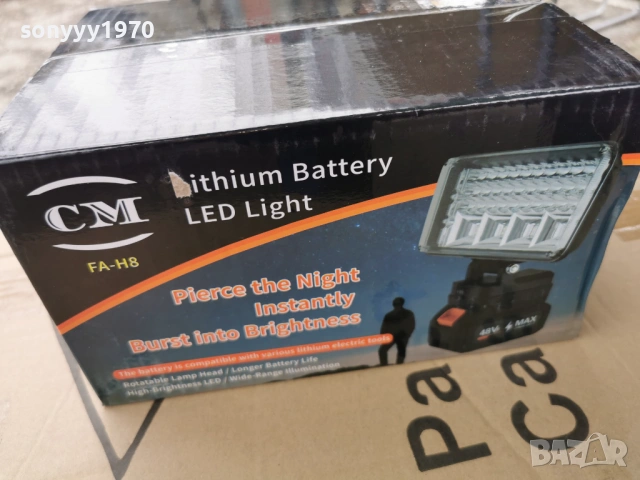 sonyyy1970
CM
FA-H8
ithium Battery
LED Light
Pierce the Night
Instantly
Burst into Brightness
The battery is compatible with various lithium electric tools
Rotatable Lamp Head / Longer Battery Life
High-Brightness LED / Wide-Range Illumination
48V MAX
Pa
Ca
BAZAR